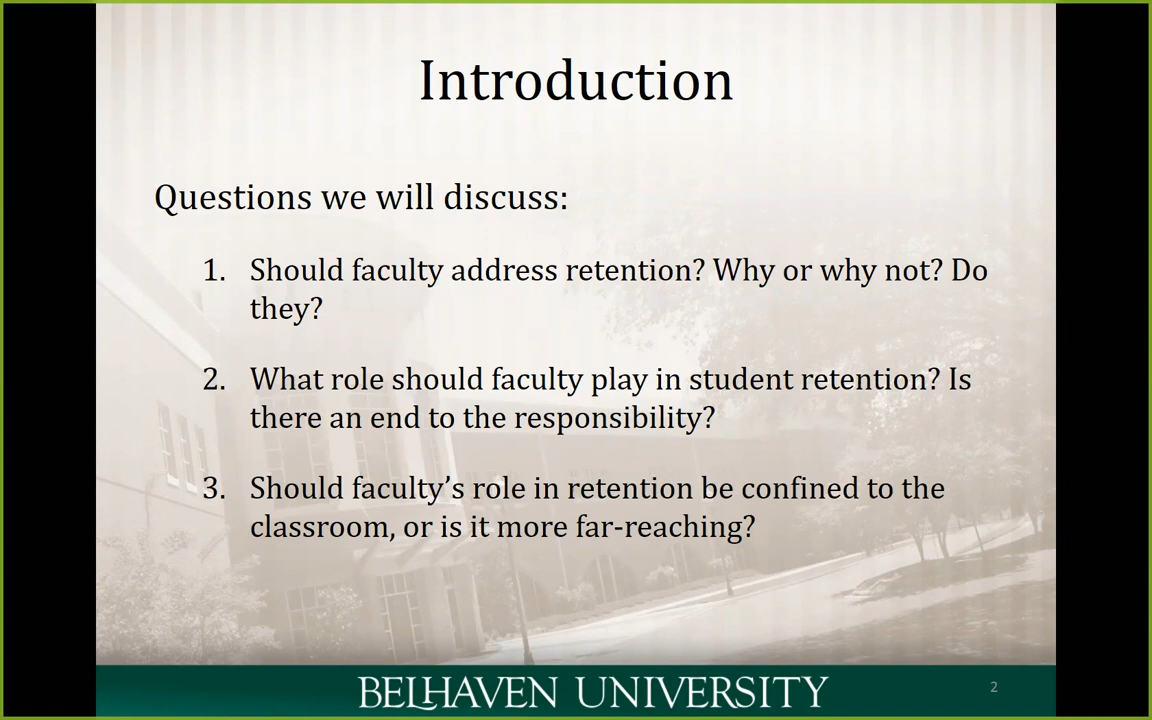 Introduction
Questions we will discuss:
1. Should faculty address retention? Why or why not? Do
they?
2. What role should faculty play in student retention? Is
there an end to the responsibility?
3. Should faculty’s role in retention be confined to the
classroom, or is it more far-reaching?
BELHAVEN UNIVERSITY
2